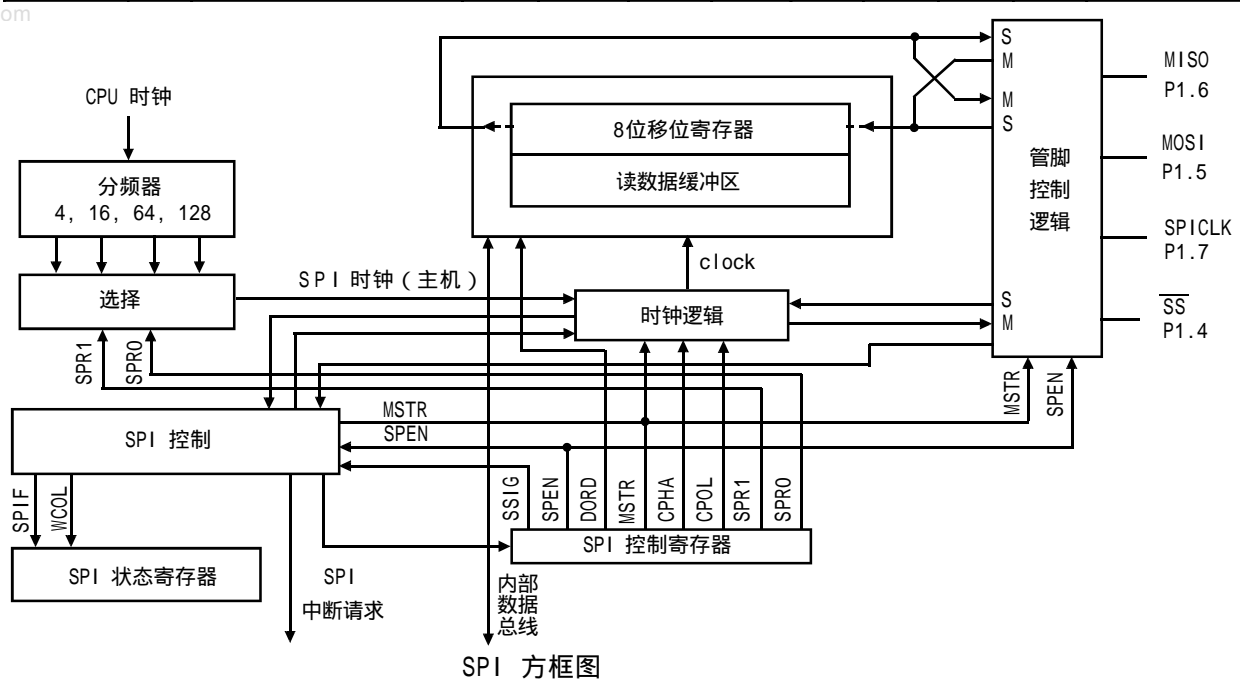 om
S
M
M
S
MISO
P1.6
MOSI
P1.5
SPICLK
P1.7
SS
P1.4
管脚
控制
逻辑
CPU 时钟
分频器
4, 16, 64, 128
8位移位寄存器
读数据缓冲区
选择
SPI 时钟(主机)
clock
时钟逻辑
S
M
SPR1
SPR0
MSTR
SPEN
SPI 控制
MSTR
SPEN
SPIF
WCOL
SSIG
SPEN
DORD
MSTR
CPHA
CPOL
SPR1
SPR0
SPI 控制寄存器
SPI 状态寄存器
SPI
中断请求
内部
数据
总线
SPI 方框图